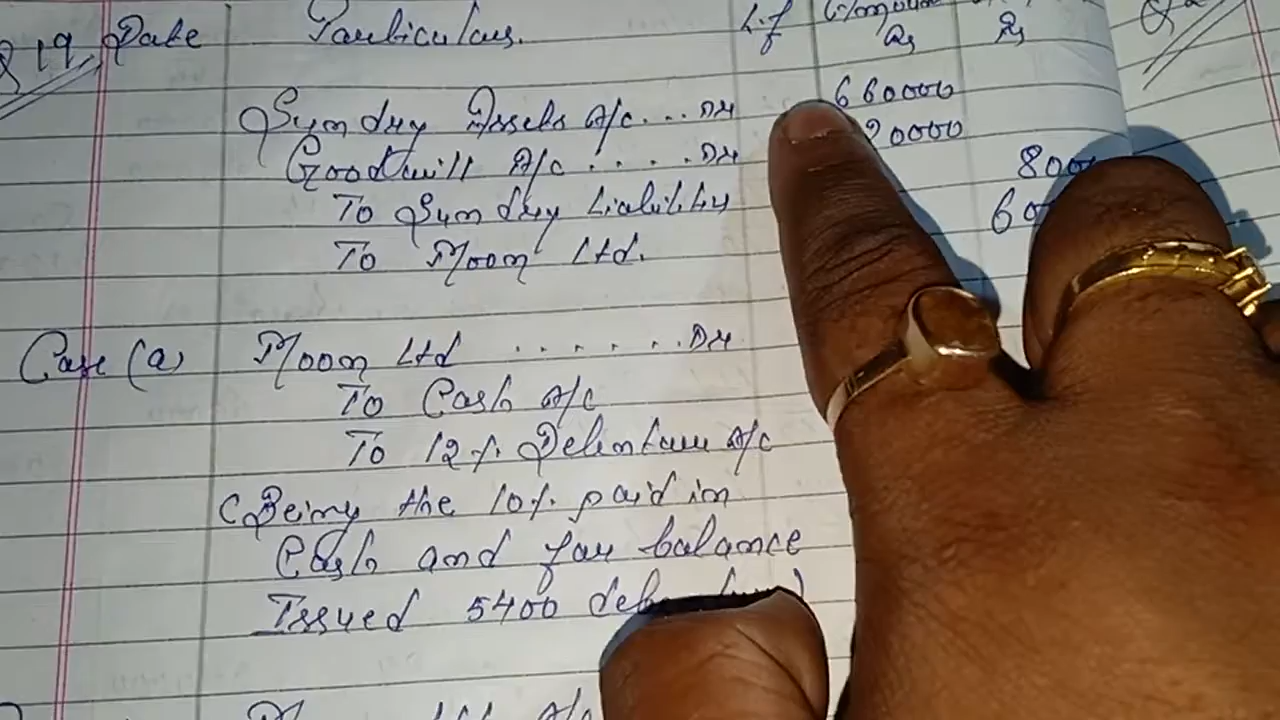 Q 19 Date Particulars. L.f Rs Rs
Sundry Assets A/c... Dr 660000
Goodwill A/c ..... Dr
To Sundry Liability
To Moon Ltd.
Case (a) Moon Ltd ...... Dr
To Cash A/c
To 12% Debenture A/c
(Being the 10% paid in
Cash and for balance
Issued 5400